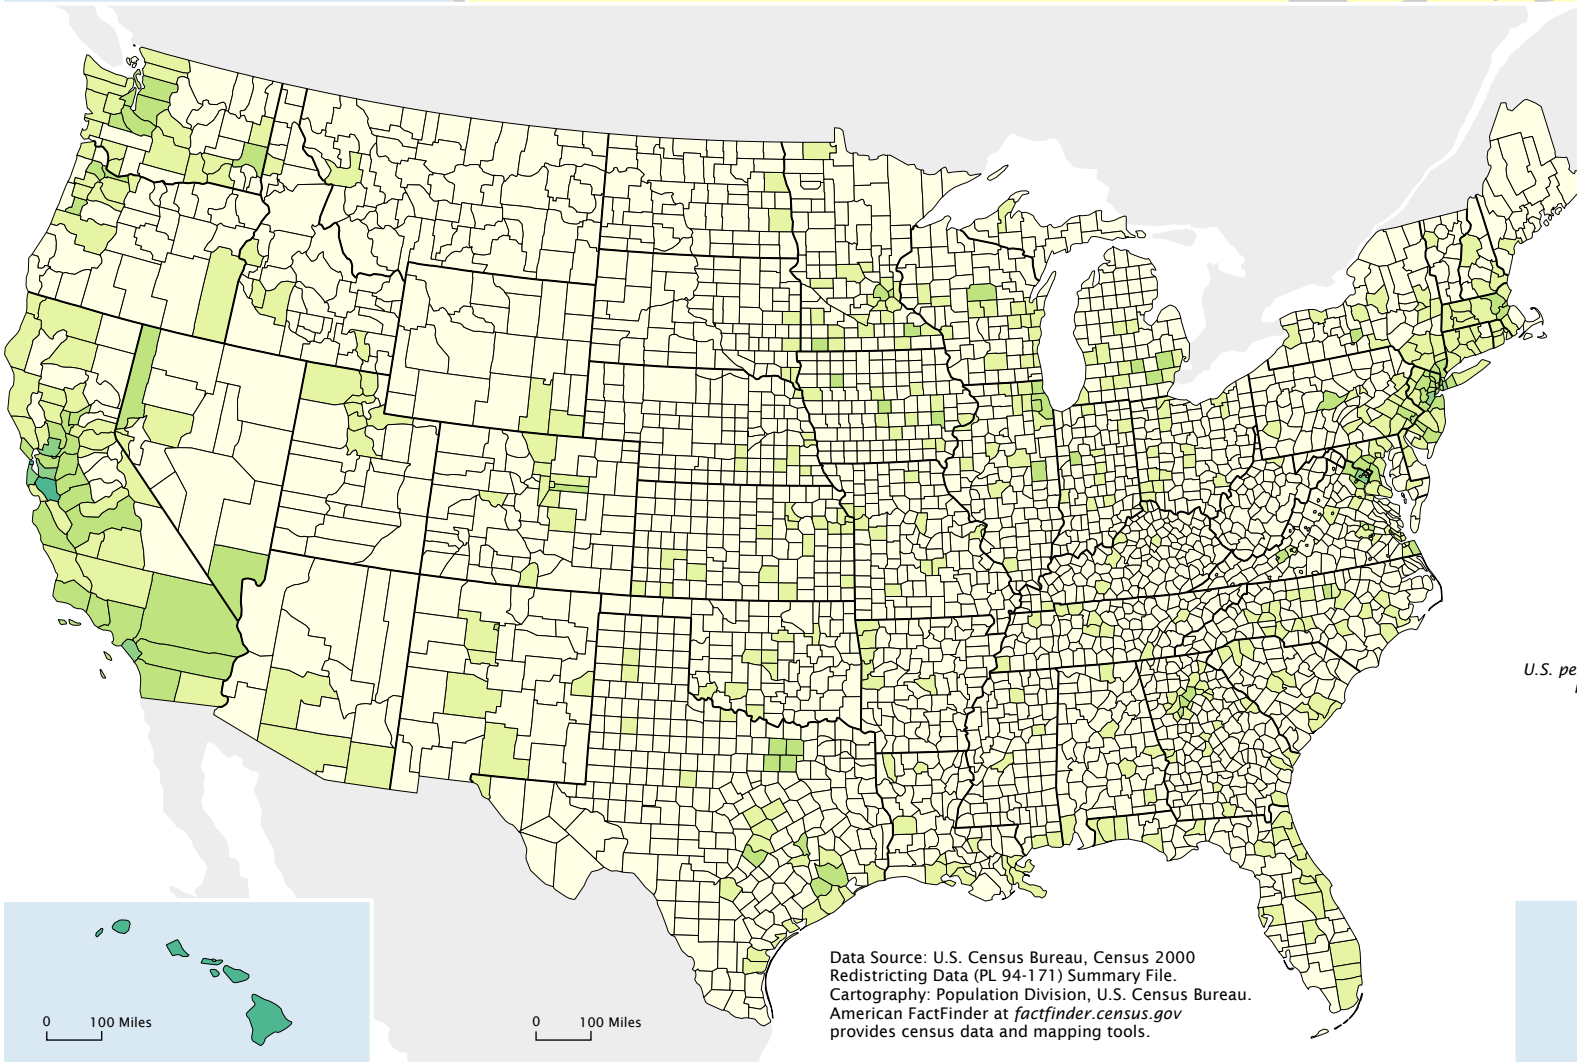 U.S. pe
Data Source: U.S. Census Bureau, Census 2000
Redistricting Data (PL 94-171) Summary File.
Cartography: Population Division, U.S. Census Bureau.
American FactFinder at factfinder.census.gov
provides census data and mapping tools.
0 100 Miles
0 100 Miles